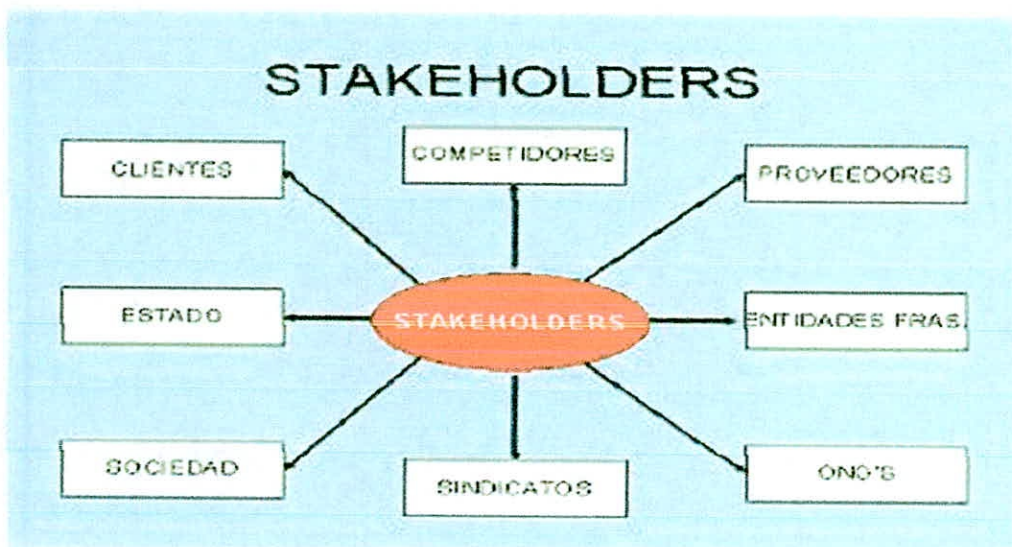 STAKEHOLDERS
CLIENTES
COMPETIDORES
PROVEEDORES
ESTADO
STAKEHOLDERS
ENTIDADES FRAS.
SOCIEDAD
SINDICATOS
ONG'S